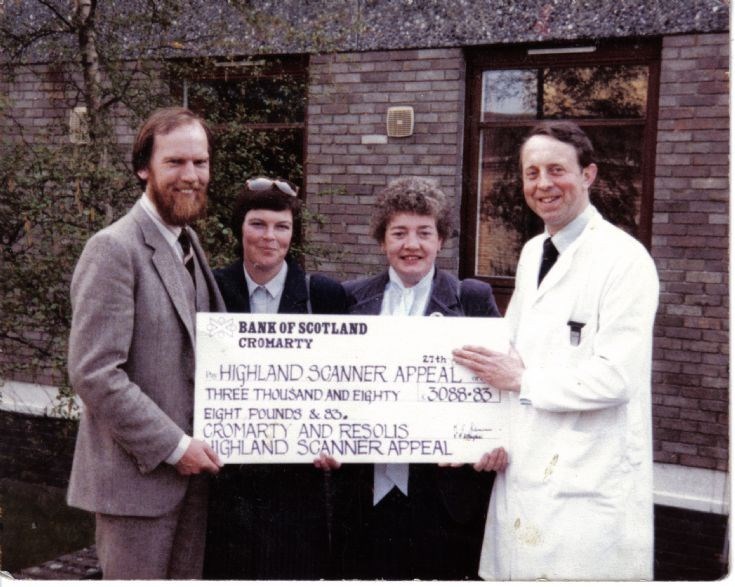 BANK OF SCOTLAND
CROMARTY
27th
HIGHLAND SCANNER APPEAL
THREE THOUSAND AND EIGHTY £3088·83
EIGHT POUNDS & 83.
CROMARTY AND RESOLIS
HIGHLAND SCANNER APPEAL